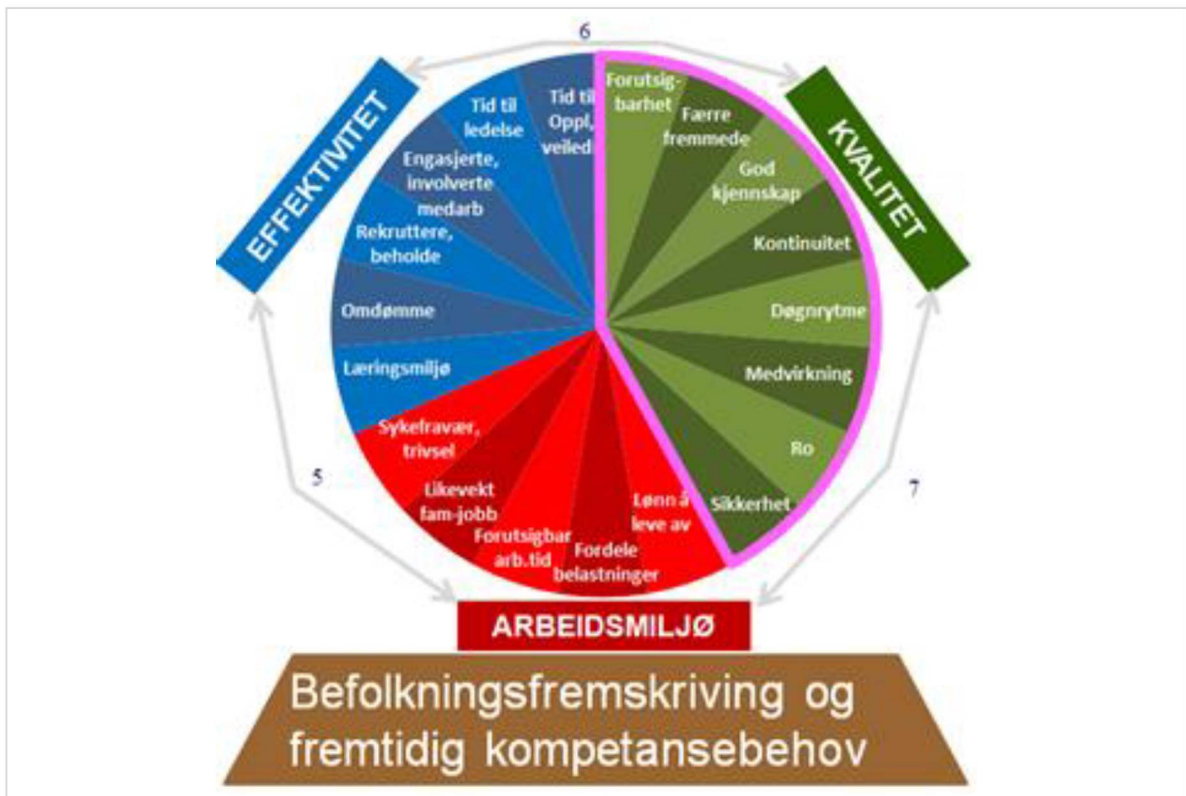 6
EFFEKTIVITET
KVALITET
Forutsig-
barhet
Færre
fremmede
God
kjennskap
Kontinuitet
Døgnrytme
Medvirkning
Ro
Sikkerhet
Lønn å
leve av
Fordele
belastninger
Forutsigbar
arb.tid
Likevekt
fam-jobb
Sykefravær,
trivsel
Læringsmiljø
Omdømme
Rekruttere,
beholde
Engasjerte,
involverte
medarb
Tid til
ledelse
Tid til
Oppl,
veiled
5
7
ARBEIDSMILJØ
Befolkningsfremskriving og
fremtidig kompetansebehov